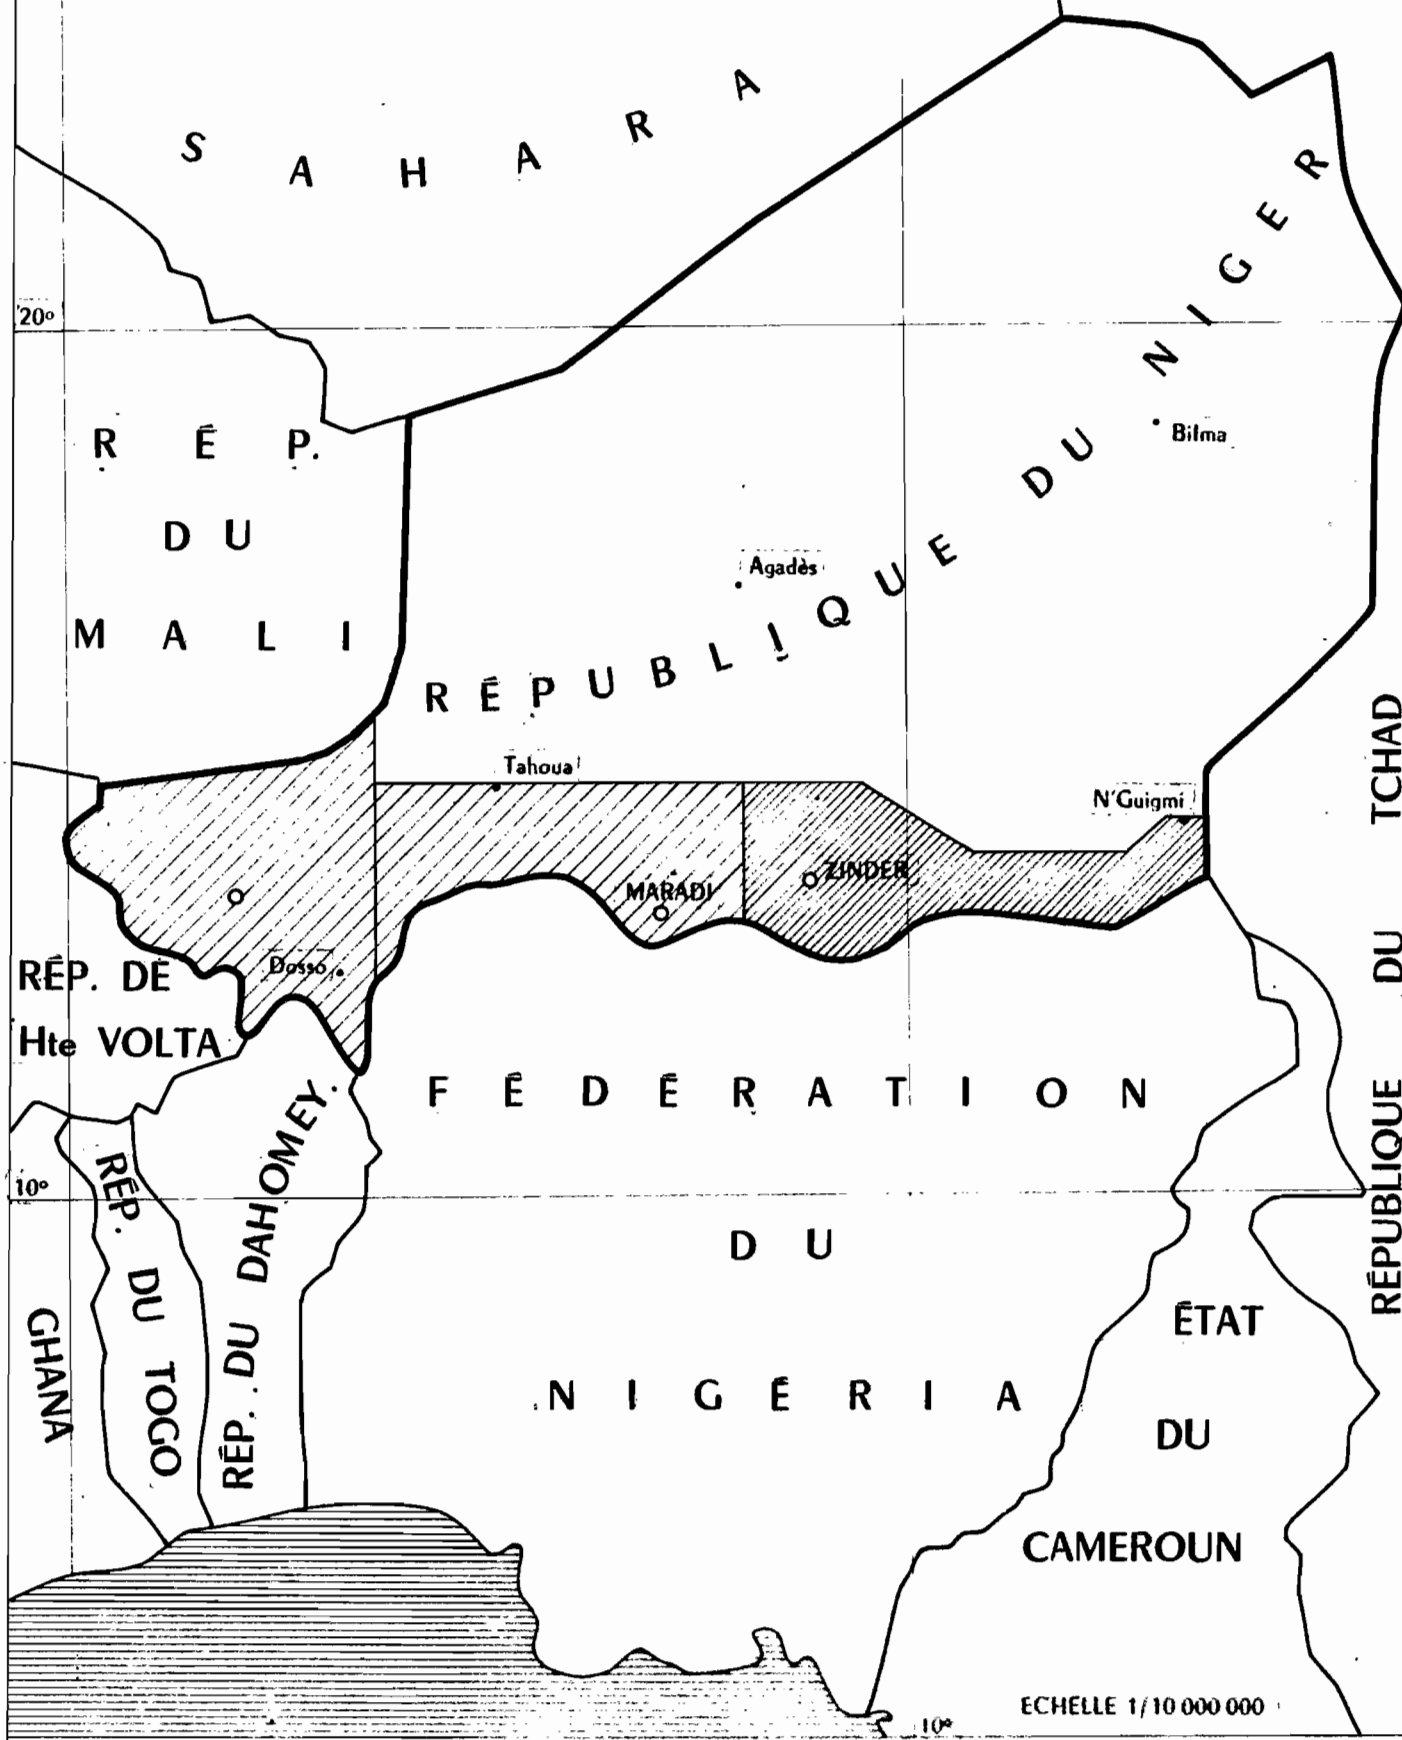 SAHARA
20°
RÉP.
DU
MALI
RÉPUBLIQUE DU NIGER
Bilma
Agadès
Tahoua
N'Guigmi
MARADI
ZINDER
Dosso
RÉP. DE
Hte VOLTA
FÉDÉRATION
DU
NIGÉRIA
10°
RÉP. DU TOGO
RÉP. DU DAHOMEY.
GHANA
ÉTAT
DU
CAMEROUN
RÉPUBLIQUE DU TCHAD
ECHELLE 1/10 000 000
10°